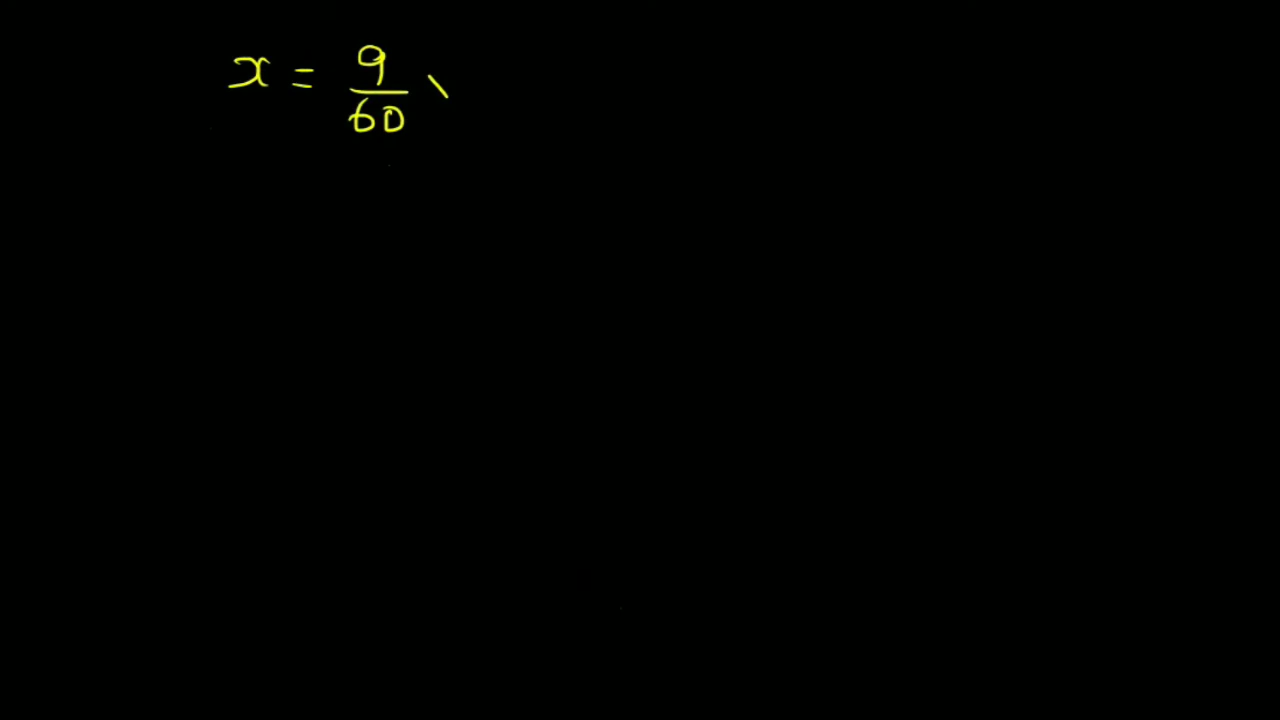 x = 9/60 \